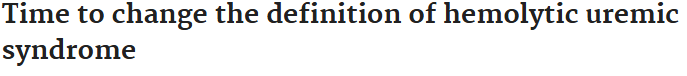 Time to change the definition of hemolytic uremic
syndrome